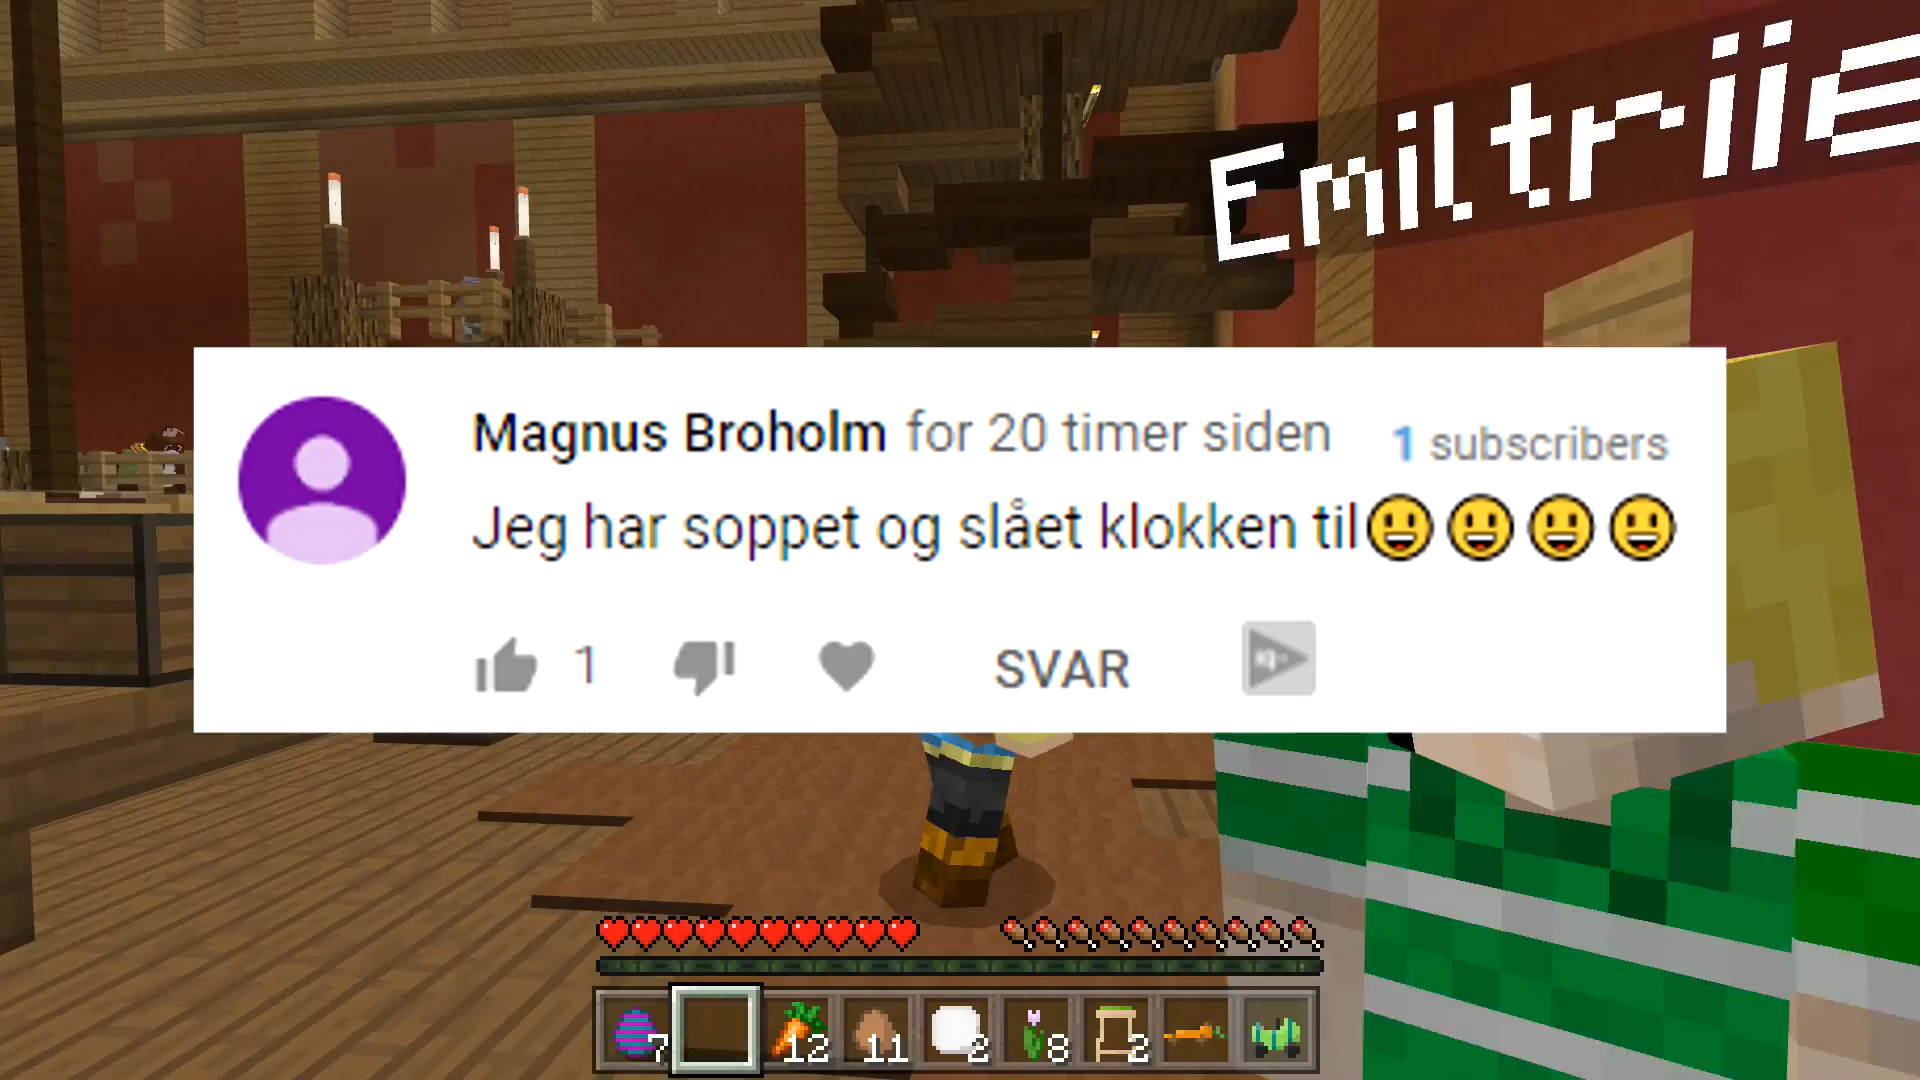 Emiltriie
Magnus Broholm for 20 timer siden 1 subscribers
Jeg har soppet og slået klokken til😃😃😃😃
1 SVAR
7 12 11 2 8 2